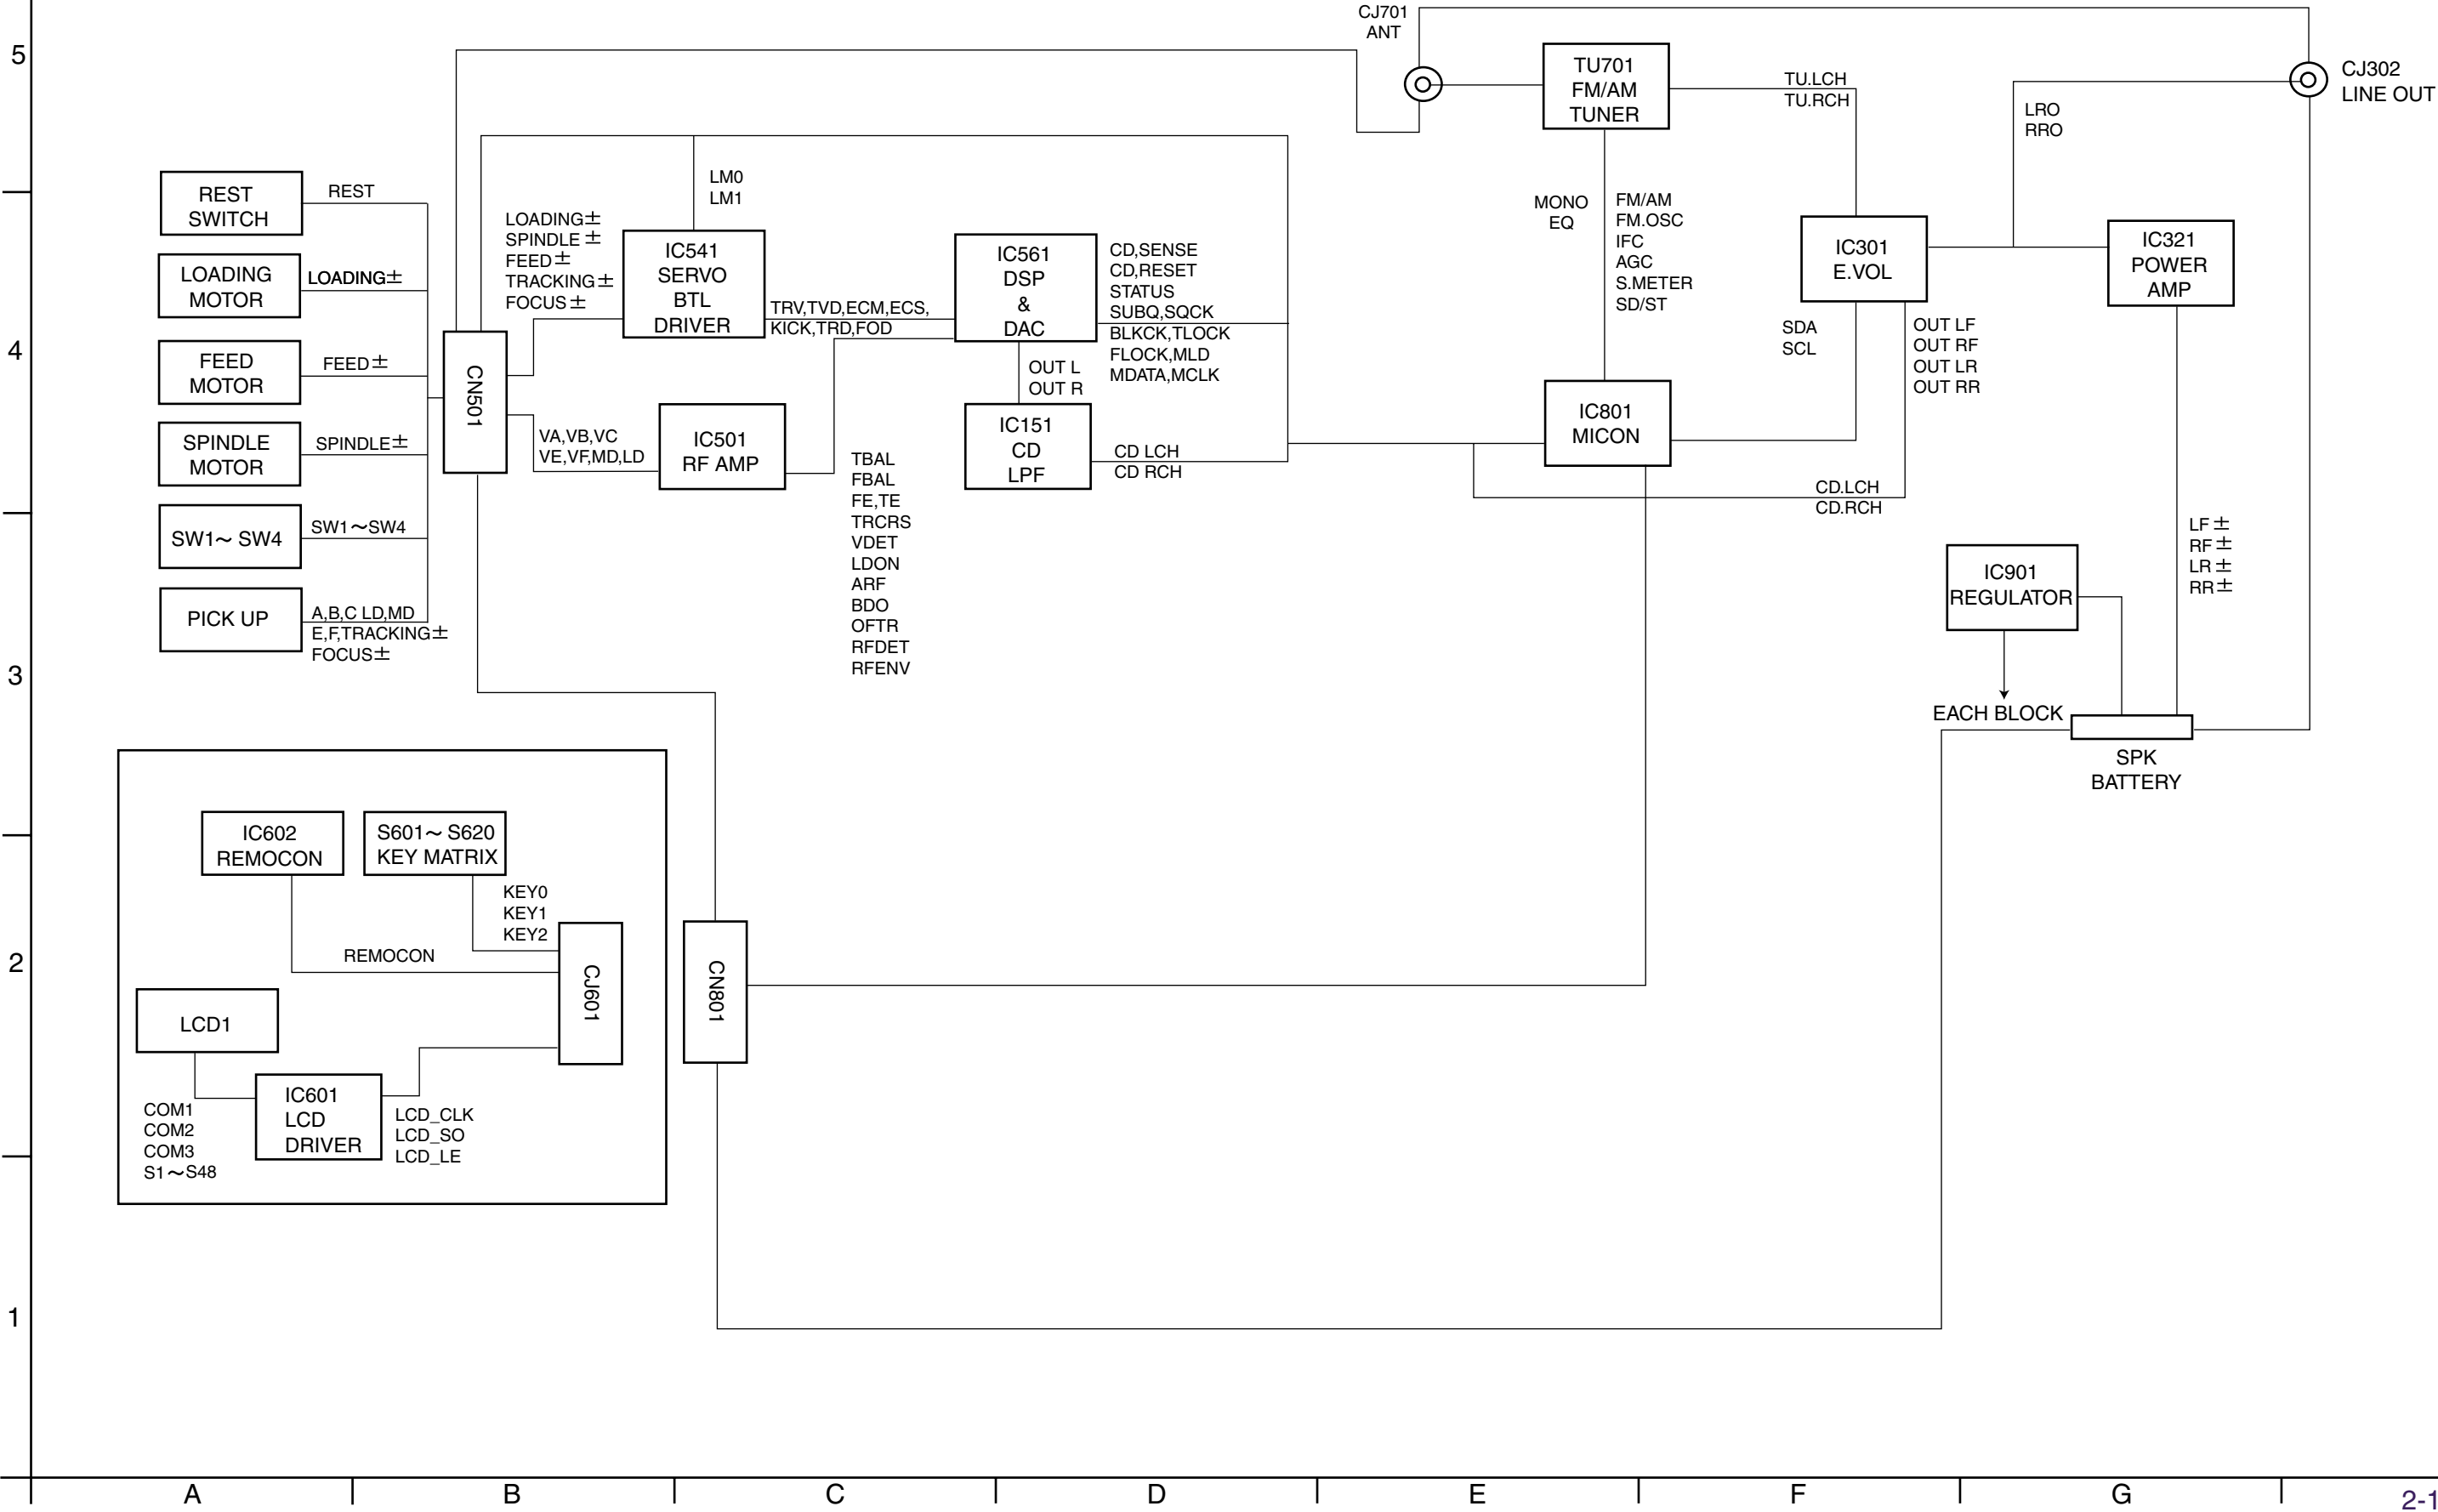 CJ701
ANT
5
TU701
FM/AM
TUNER
TU.LCH
TU.RCH
CJ302
LINE OUT
LRO
RRO
LM0
LM1
REST
SWITCH
REST
LOADING
MOTOR
LOADING±
FEED
MOTOR
FEED±
SPINDLE
MOTOR
SPINDLE±
SW1～ SW4
SW1～SW4
PICK UP
A,B,C LD,MD
E,F,TRACKING±
FOCUS±
4
CN501
LOADING±
SPINDLE ±
FEED±
TRACKING±
FOCUS±
IC541
SERVO
BTL
DRIVER
TRV,TVD,ECM,ECS,
KICK,TRD,FOD
IC561
DSP
&
DAC
CD,SENSE
CD,RESET
STATUS
SUBQ,SQCK
BLKCK,TLOCK
FLOCK,MLD
MDATA,MCLK
OUT L
OUT R
VA,VB,VC
VE,VF,MD,LD
IC501
RF AMP
IC151
CD
LPF
CD LCH
CD RCH
TBAL
FBAL
FE,TE
TRCRS
VDET
LDON
ARF
BDO
OFTR
RFDET
RFENV
MONO
EQ
FM/AM
FM.OSC
IFC
AGC
S.METER
SD/ST
IC801
MICON
IC301
E.VOL
SDA
SCL
OUT LF
OUT RF
OUT LR
OUT RR
CD.LCH
CD.RCH
IC321
POWER
AMP
LF ±
RF ±
LR ±
RR ±
IC901
REGULATOR
EACH BLOCK
SPK
BATTERY
3
IC602
REMOCON
S601～ S620
KEY MATRIX
KEY0
KEY1
KEY2
REMOCON
2
CJ601
CN801
LCD1
IC601
LCD
DRIVER
COM1
COM2
COM3
S1～S48
LCD_CLK
LCD_SO
LCD_LE
1
A
B
C
D
E
F
G
2-1